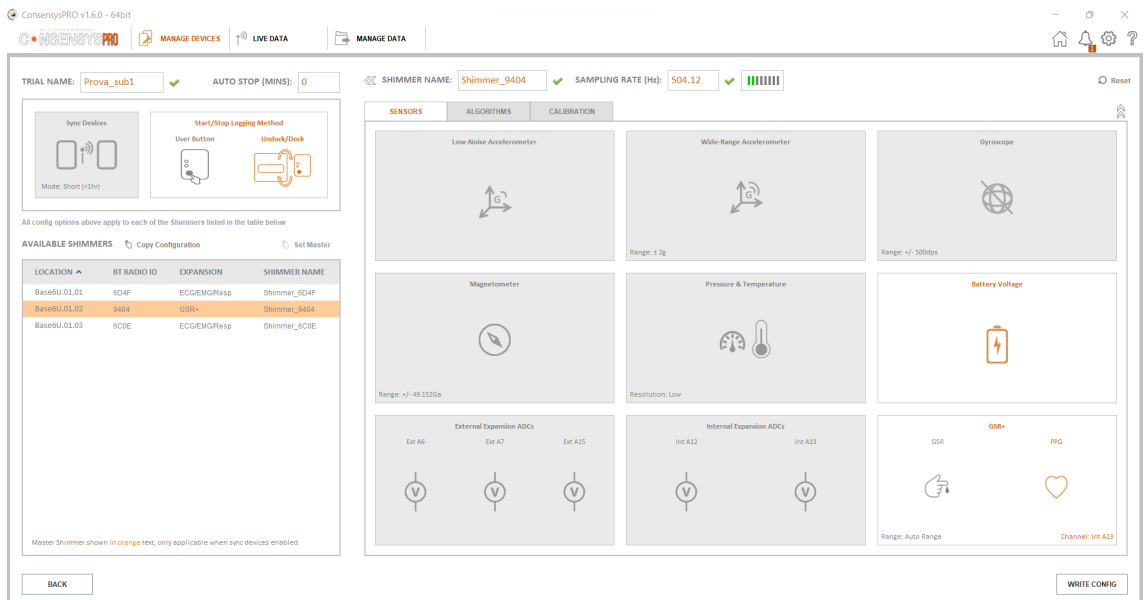 ConsensysPRO v1.6.0 - 64bit
CONSENSYSPRO
MANAGE DEVICES
LIVE DATA
MANAGE DATA
1
TRIAL NAME: Prova_sub1
AUTO STOP (MINS): 0
SHIMMER NAME: Shimmer_9404
SAMPLING RATE (Hz): 504.12
Reset
Sync Devices
Mode: Short (<1hr)
Start/Stop Logging Method
User Button
Undock/Dock
All config options above apply to each of the Shimmers listed in the table below
AVAILABLE SHIMMERS
Copy Configuration
Set Master
LOCATION BT RADIO ID EXPANSION SHIMMER NAME
Base6U.01.01 6D4F ECG/EMG/Resp Shimmer_6D4F
Base6U.01.02 9404 GSR+ Shimmer_9404
Base6U.01.03 6C0E ECG/EMG/Resp Shimmer_6C0E
Master Shimmer shown in orange text, only applicable when sync devices enabled.
BACK
SENSORS
ALGORITHMS
CALIBRATION
Low-Noise Accelerometer
G
Wide-Range Accelerometer
G
Range: ± 2g
Gyroscope
Range: +/- 500dps
Magnetometer
Range: +/- 49.152Ga
Pressure & Temperature
Resolution: Low
Battery Voltage
External Expansion ADCs
Ext A6 Ext A7 Ext A15
V V V
Internal Expansion ADCs
Int A12 Int A13
V V
GSR+
GSR PPG
Range: Auto Range
Channel: Int A13
WRITE CONFIG